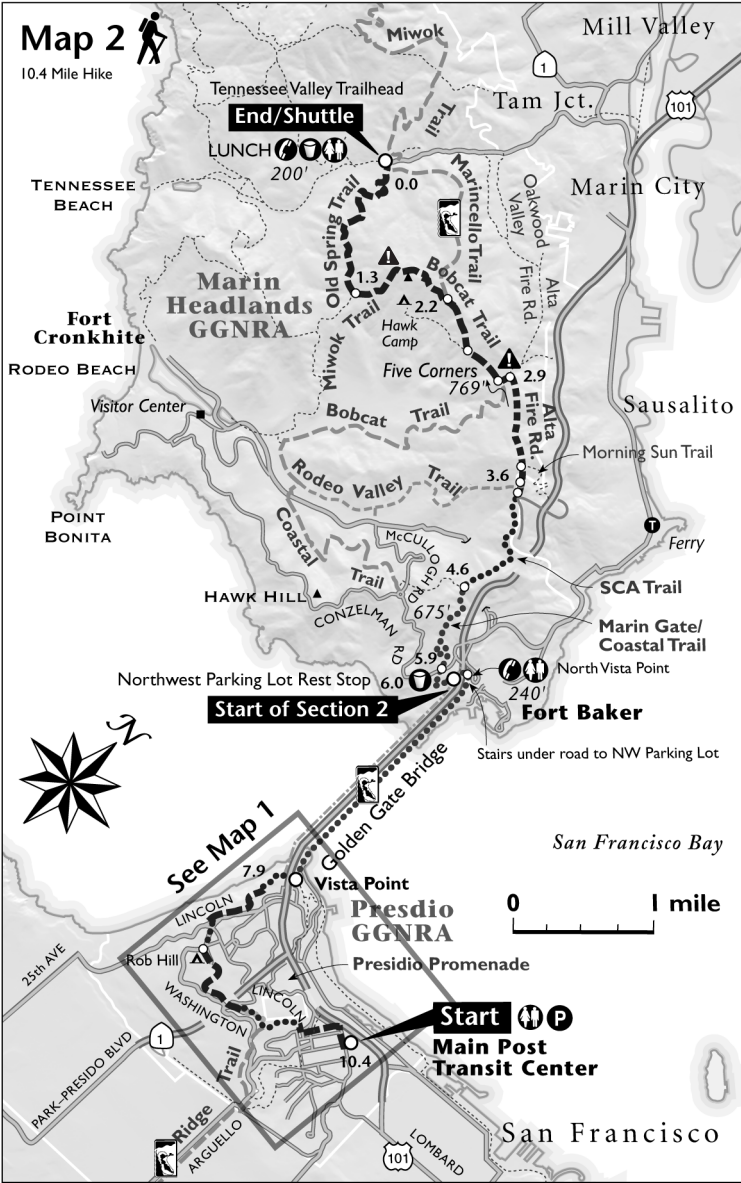 Map 2
10.4 Mile Hike
Miwok
Trail
Mill Valley
1
Tam Jct.
101
Tennessee Valley Trailhead
End/Shuttle
LUNCH
200'
0.0
TENNESSEE
BEACH
Marin City
Marincello Trail
Oakwood
Valley
Fire Rd.
Old Spring Trail
!
1.3
Bobcat Trail
Alta
Fire Rd.
Marin
Headlands
GGNRA
2.2
Hawk
Camp
Miwok Trail
Fort
Cronkhite
RODEO BEACH
Five Corners
769'
!
2.9
Alta
Sausalito
Visitor Center
Bobcat Trail
Morning Sun Trail
Rodeo Valley Trail
3.6
POINT
BONITA
Coastal
Trail
McCULLOUGH RD
T
Ferry
4.6
SCA Trail
HAWK HILL
CONZELMAN
RD
675'
Marin Gate/
Coastal Trail
5.9
North Vista Point
Northwest Parking Lot Rest Stop
6.0
240'
Start of Section 2
Fort Baker
Stairs under road to NW Parking Lot
N
Golden Gate Bridge
See Map 1
San Francisco Bay
7.9
Vista Point
0
1 mile
LINCOLN
Presdio
GGNRA
25th AVE
Rob Hill
Presidio Promenade
WASHINGTON
LINCOLN
Start
P
1
10.4
Main Post
Transit Center
PARK–PRESIDO BLVD
Ridge Trail
ARGUELLO
101
LOMBARD
San Francisco